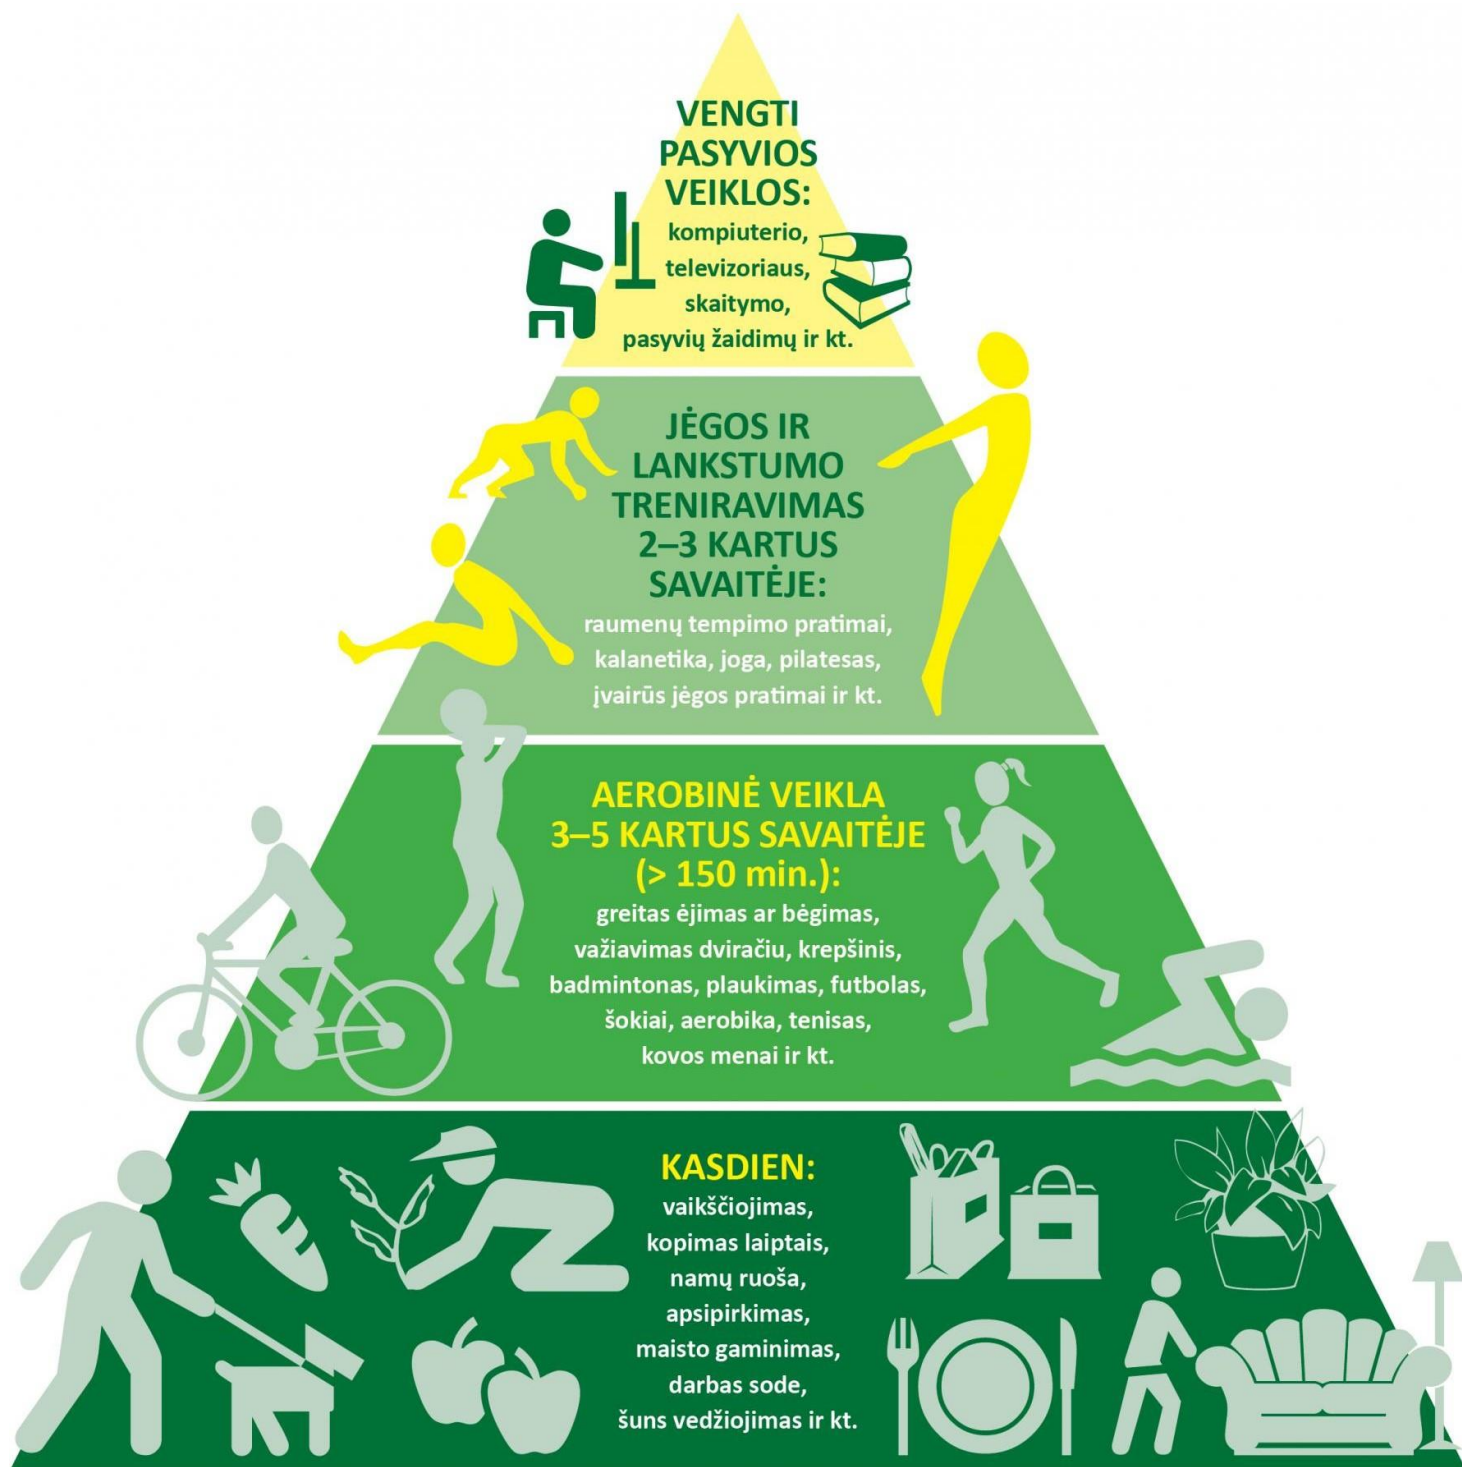 VENGTI
PASYVIOS
VEIKLOS:
kompiuterio,
televizoriaus,
skaitymo,
pasyvių žaidimų ir kt.
JĖGOS IR
LANKSTUMO
TRENIRAVIMAS
2–3 KARTUS
SAVAITĖJE:
raumenų tempimo pratimai,
kalanetika, joga, pilatesas,
įvairūs jėgos pratimai ir kt.
AEROBINĖ VEIKLA
3–5 KARTUS SAVAITĖJE
(> 150 min.):
greitas ėjimas ar bėgimas,
važiavimas dviračiu, krepšinis,
badmintonas, plaukimas, futbolas,
šokiai, aerobika, tenisas,
kovos menai ir kt.
KASDIEN:
vaikščiojimas,
kopimas laiptais,
namų ruoša,
apsipirkimas,
maisto gaminimas,
darbas sode,
šuns vedžiojimas ir kt.